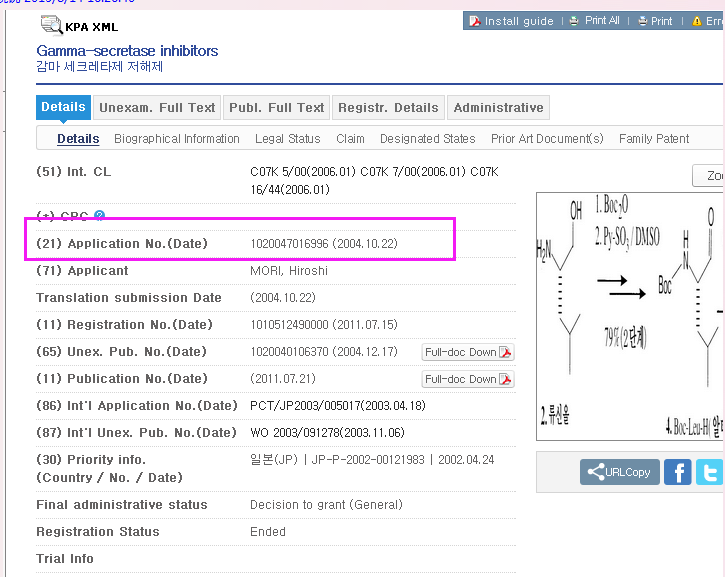 KPA XML
Install guide | Print All | Print |
Gamma-secretase inhibitors
감마 세크레타제 저해제
Details Unexam. Full Text Publ. Full Text Registr. Details Administrative
Details Biographical Information Legal Status Claim Designated States Prior Art Document(s) Family Patent
(51) Int. CL C07K 5/00(2006.01) C07K 7/00(2006.01) C07K
16/44(2006.01)
(*) CPC ?
(21) Application No.(Date) 1020047016996 (2004.10.22)
(71) Applicant MORI, Hiroshi
Translation submission Date (2004.10.22)
(11) Registration No.(Date) 1010512490000 (2011.07.15)
(65) Unex. Pub. No.(Date) 1020040106370 (2004.12.17) Full-doc Down
(11) Publication No.(Date) (2011.07.21) Full-doc Down
(86) Int'l Application No.(Date) PCT/JP2003/005017(2003.04.18)
(87) Int'l Unex. Pub. No.(Date) WO 2003/091278(2003.11.06)
(30) Priority info. 일본(JP) | JP-P-2002-00121983 | 2002.04.24
(Country / No. / Date)
Final administrative status Decision to grant (General)
Registration Status Ended
Trial Info
Zo
OH
1. Boc2O
2. Py-SO3 / DMSO
H2N
79% (2단계)
2. 류신올
O
H
H
N
Boc
4. Boc-Leu-H(
URLCopy